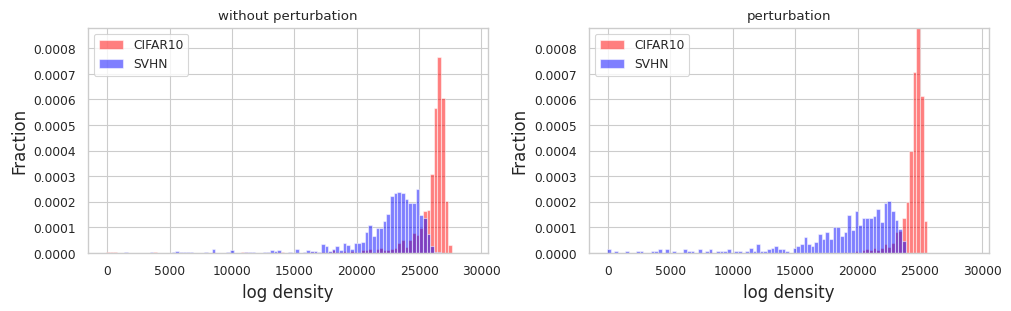 without perturbation
CIFAR10
SVHN
0.0008
0.0007
0.0006
0.0005
0.0004
0.0003
0.0002
0.0001
0.0000
Fraction
0 5000 10000 15000 20000 25000 30000
log density
perturbation
CIFAR10
SVHN
0.0008
0.0007
0.0006
0.0005
0.0004
0.0003
0.0002
0.0001
0.0000
Fraction
0 5000 10000 15000 20000 25000 30000
log density